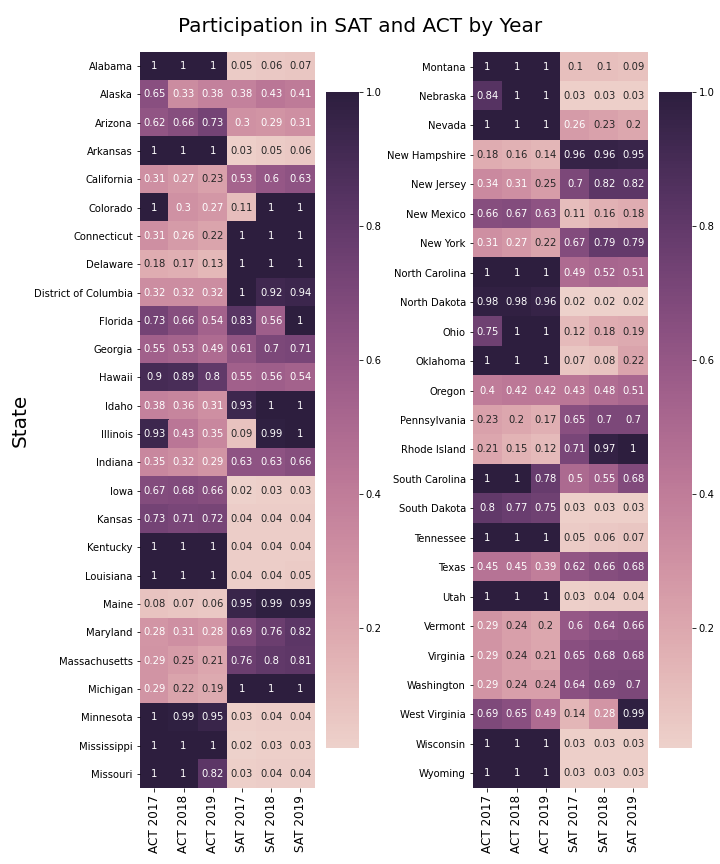 Participation in SAT and ACT by Year
State
Alabama 1 1 1 0.05 0.06 0.07
Alaska 0.65 0.33 0.38 0.38 0.43 0.41
Arizona 0.62 0.66 0.73 0.3 0.29 0.31
Arkansas 1 1 1 0.03 0.05 0.06
California 0.31 0.27 0.23 0.53 0.6 0.63
Colorado 1 0.3 0.27 0.11 1 1
Connecticut 0.31 0.26 0.22 1 1 1
Delaware 0.18 0.17 0.13 1 1 1
District of Columbia 0.32 0.32 0.32 1 0.92 0.94
Florida 0.73 0.66 0.54 0.83 0.56 1
Georgia 0.55 0.53 0.49 0.61 0.7 0.71
Hawaii 0.9 0.89 0.8 0.55 0.56 0.54
Idaho 0.38 0.36 0.31 0.93 1 1
Illinois 0.93 0.43 0.35 0.09 0.99 1
Indiana 0.35 0.32 0.29 0.63 0.63 0.66
Iowa 0.67 0.68 0.66 0.02 0.03 0.03
Kansas 0.73 0.71 0.72 0.04 0.04 0.04
Kentucky 1 1 1 0.04 0.04 0.04
Louisiana 1 1 1 0.04 0.04 0.05
Maine 0.08 0.07 0.06 0.95 0.99 0.99
Maryland 0.28 0.31 0.28 0.69 0.76 0.82
Massachusetts 0.29 0.25 0.21 0.76 0.8 0.81
Michigan 0.29 0.22 0.19 1 1 1
Minnesota 1 0.99 0.95 0.03 0.04 0.04
Mississippi 1 1 1 0.02 0.03 0.03
Missouri 1 1 0.82 0.03 0.04 0.04
ACT 2017 ACT 2018 ACT 2019 SAT 2017 SAT 2018 SAT 2019
1.0
0.8
0.6
0.4
0.2
Montana 1 1 1 0.1 0.1 0.09
Nebraska 0.84 1 1 0.03 0.03 0.03
Nevada 1 1 1 0.26 0.23 0.2
New Hampshire 0.18 0.16 0.14 0.96 0.96 0.95
New Jersey 0.34 0.31 0.25 0.7 0.82 0.82
New Mexico 0.66 0.67 0.63 0.11 0.16 0.18
New York 0.31 0.27 0.22 0.67 0.79 0.79
North Carolina 1 1 1 0.49 0.52 0.51
North Dakota 0.98 0.98 0.96 0.02 0.02 0.02
Ohio 0.75 1 1 0.12 0.18 0.19
Oklahoma 1 1 1 0.07 0.08 0.22
Oregon 0.4 0.42 0.42 0.43 0.48 0.51
Pennsylvania 0.23 0.2 0.17 0.65 0.7 0.7
Rhode Island 0.21 0.15 0.12 0.71 0.97 1
South Carolina 1 1 0.78 0.5 0.55 0.68
South Dakota 0.8 0.77 0.75 0.03 0.03 0.03
Tennessee 1 1 1 0.05 0.06 0.07
Texas 0.45 0.45 0.39 0.62 0.66 0.68
Utah 1 1 1 0.03 0.04 0.04
Vermont 0.29 0.24 0.2 0.6 0.64 0.66
Virginia 0.29 0.24 0.21 0.65 0.68 0.68
Washington 0.29 0.24 0.24 0.64 0.69 0.7
West Virginia 0.69 0.65 0.49 0.14 0.28 0.99
Wisconsin 1 1 1 0.03 0.03 0.03
Wyoming 1 1 1 0.03 0.03 0.03
ACT 2017 ACT 2018 ACT 2019 SAT 2017 SAT 2018 SAT 2019
1.0
0.8
0.6
0.4
0.2